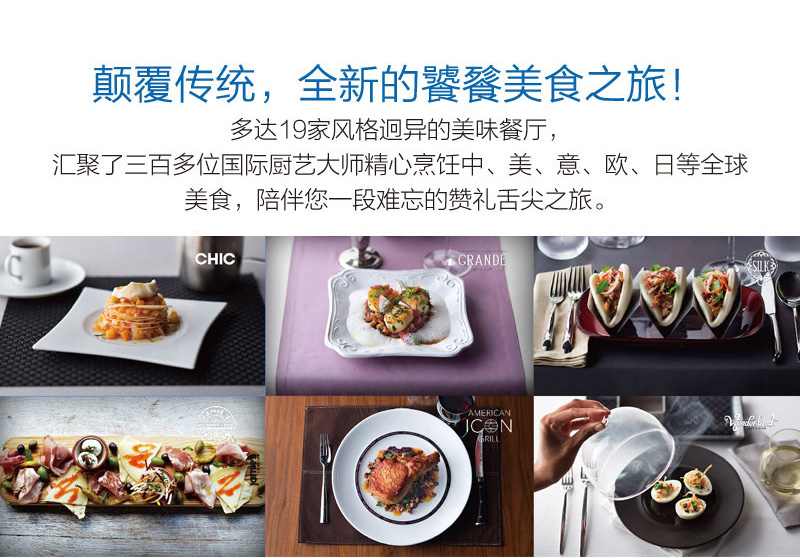 颠覆传统，全新的饕餮美食之旅！
多达19家风格迥异的美味餐厅，
汇聚了三百多位国际厨艺大师精心烹饪中、美、意、欧、日等全球
美食，陪伴您一段难忘的赞礼舌尖之旅。
CHIC
GRANDE
SILK
JAMIE'S
AMERICAN
ICON
GRILL
Wonderland